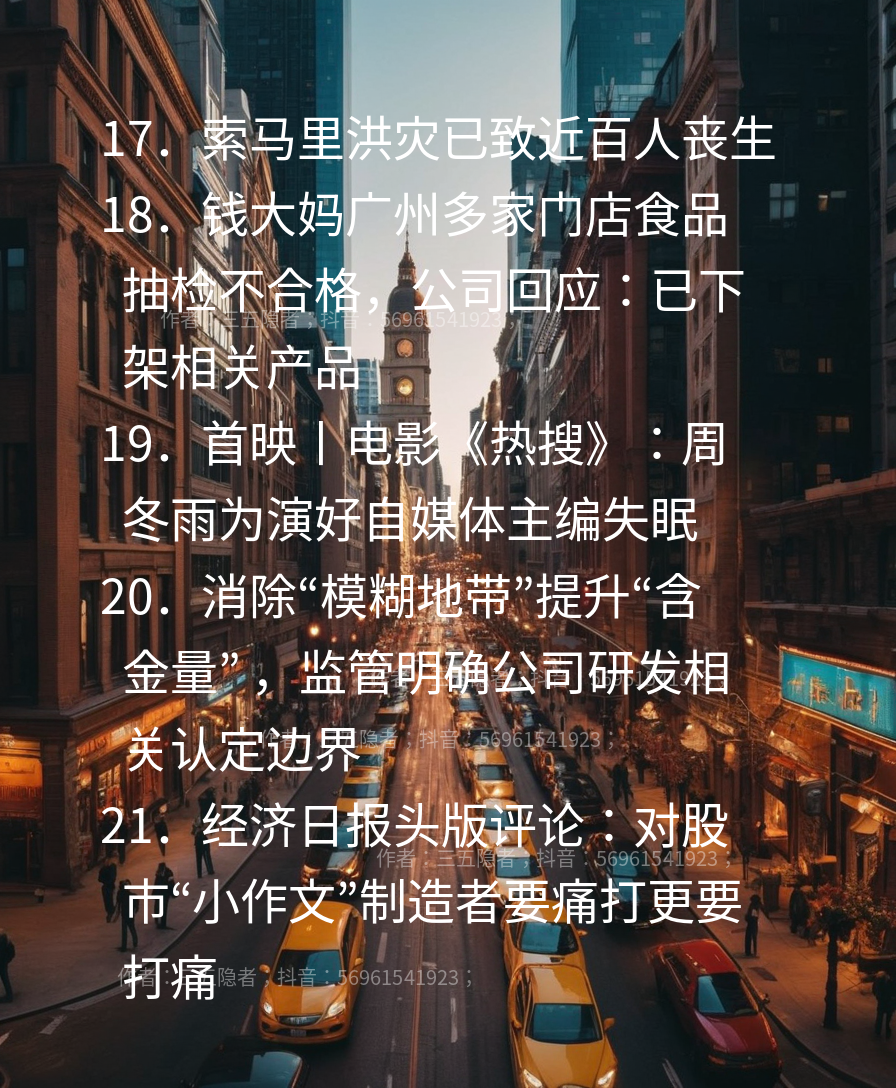 17. 索马里洪灾已致近百人丧生
18. 钱大妈广州多家门店食品
抽检不合格，公司回应：已下
作者：三五隐者；抖音：56961541923；
架相关产品
19. 首映丨电影《热搜》：周
冬雨为演好自媒体主编失眠
20. 消除“模糊地带”提升“含
金量”，监管明确公司研发相
关认定边界
隐者；抖音：56961541923；
21. 经济日报头版评论：对股
作者：三五隐者；抖音：56961541923；
市“小作文”制造者要痛打更要
打痛
作者：三五隐者；抖音：56961541923；